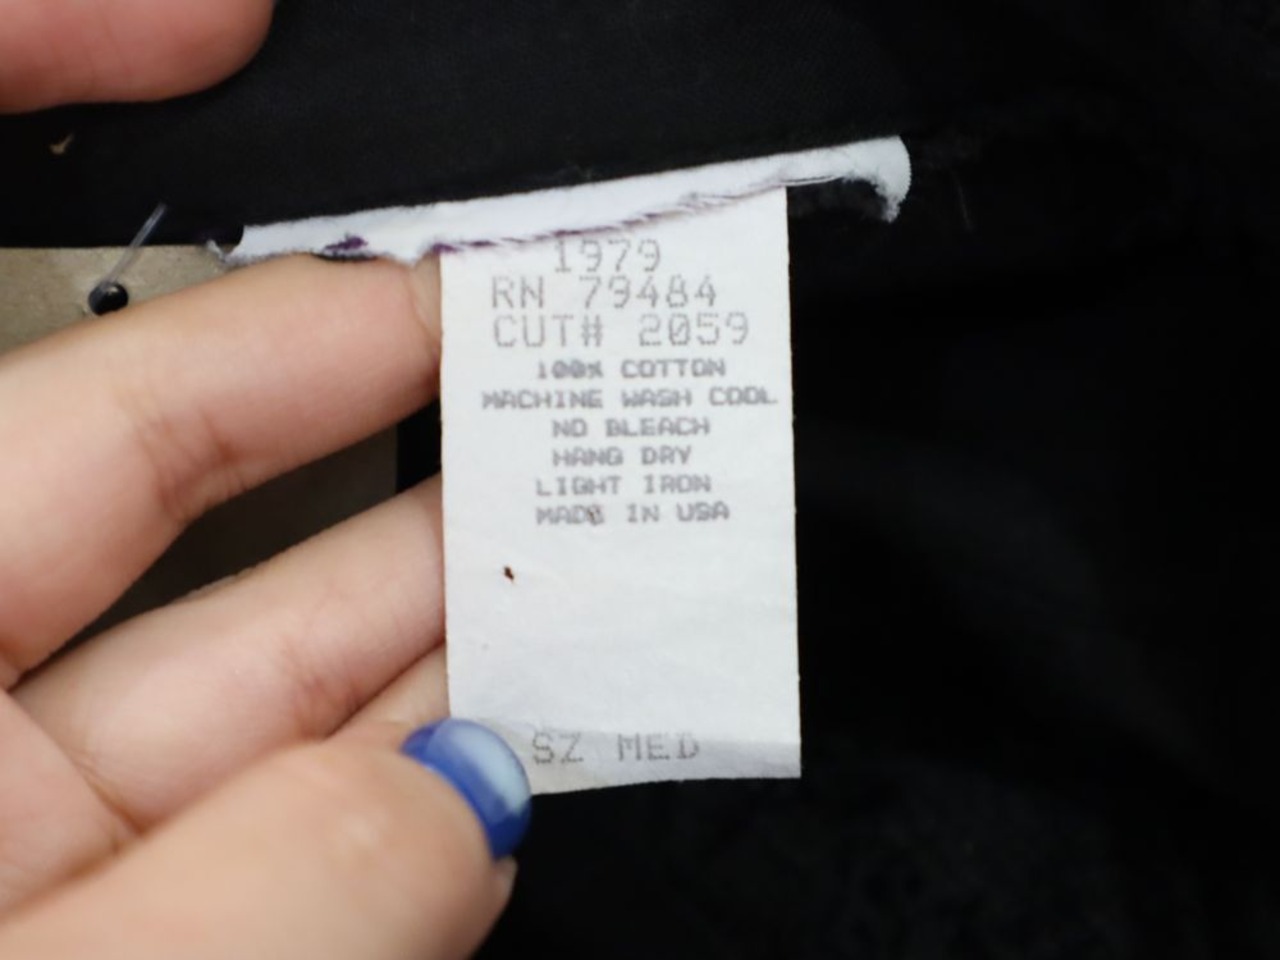 1979
RN 79484
CUT# 2059
100% COTTON
MACHINE WASH COOL
NO BLEACH
HANG DRY
LIGHT IRON
MADE IN USA
SZ MED